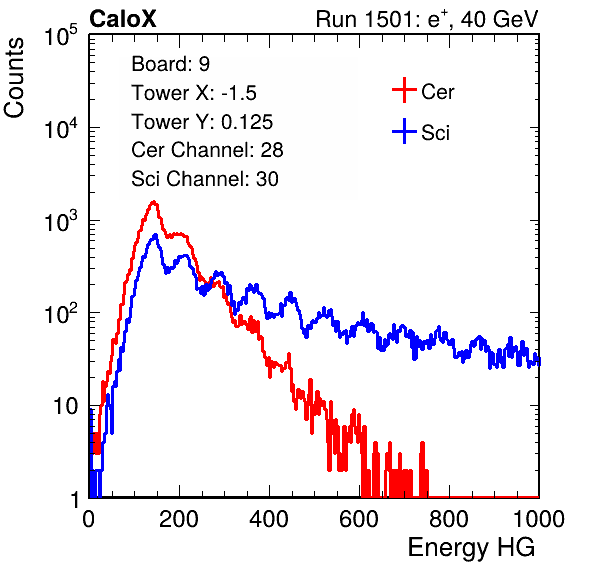 CaloX Run 1501: e⁺, 40 GeV
Counts
Board: 9
Tower X: -1.5
Tower Y: 0.125
Cer Channel: 28
Sci Channel: 30
Cer
Sci
10⁵
10⁴
10³
10²
10
1
0 200 400 600 800 1000
Energy HG